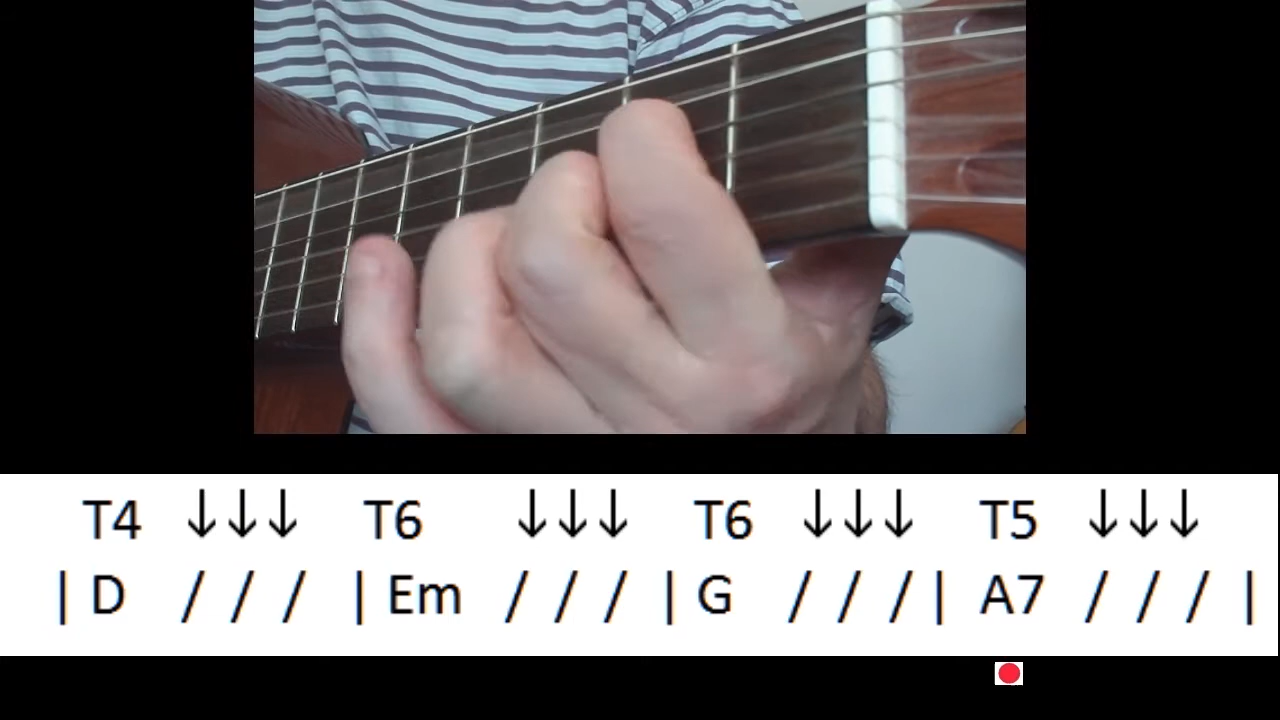 T4 ↓↓↓ T6 ↓↓↓ T6 ↓↓↓ T5 ↓↓↓
| D / / / | Em / / / | G / / / | A7 / / / |